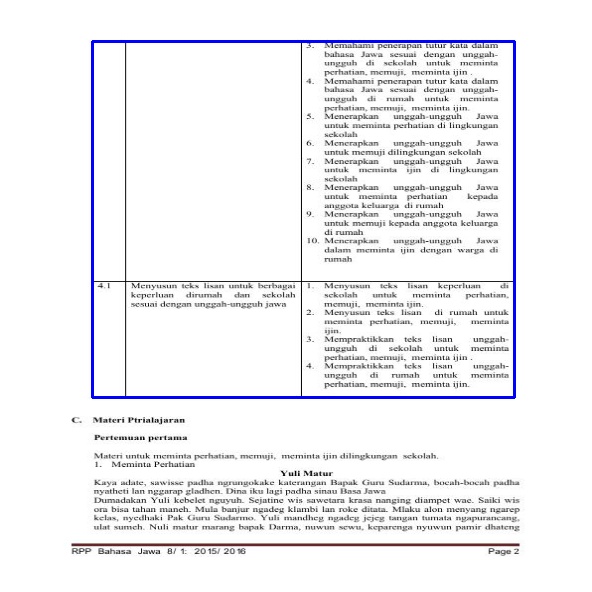 3. Memahami penerapan tutur kata dalam
bahasa Jawa sesuai dengan unggah-
ungguh di sekolah untuk meminta
perhatian, memuji, meminta ijin .
4. Memahami penerapan tutur kata dalam
bahasa Jawa sesuai dengan unggah-
ungguh di rumah untuk meminta
perhatian, memuji, meminta ijin.
5. Menerapkan unggah-ungguh Jawa
untuk meminta perhatian di lingkungan
sekolah
6. Menerapkan unggah-ungguh Jawa
untuk memuji dilingkungan sekolah
7. Menerapkan unggah-ungguh Jawa
untuk meminta ijin di lingkungan
sekolah
8. Menerapkan unggah-ungguh Jawa
untuk meminta perhatian kepada
anggota keluarga di rumah
9. Menerapkan unggah-ungguh Jawa
untuk memuji kepada anggota keluarga
di rumah
10. Menerapkan unggah-ungguh Jawa
dalam meminta ijin dengan warga di
rumah
4.1 Menyusun teks lisan untuk berbagai
keperluan dirumah dan sekolah
sesuai dengan unggah-ungguh jawa
1. Menyusun teks lisan keperluan di
sekolah untuk meminta perhatian,
memuji, meminta ijin.
2. Menyusun teks lisan di rumah untuk
meminta perhatian, memuji, meminta
ijin.
3. Mempraktikkan teks lisan unggah-
ungguh di sekolah untuk meminta
perhatian, memuji, meminta ijin .
4. Mempraktikkan teks lisan unggah-
ungguh di rumah untuk meminta
perhatian, memuji, meminta ijin.
C. Materi Ptrialajaran
Pertemuan pertama
Materi untuk meminta perhatian, memuji, meminta ijin dilingkungan sekolah.
1. Meminta Perhatian
Yuli Matur
Kaya adate, sawisse padha ngrungokake katerangan Bapak Guru Sudarma, bocah-bocah padha
nyatheti lan nggarap gladhen. Dina iku lagi padha sinau Basa Jawa
Dumadakan Yuli kebelet nguyuh. Sejatine wis sawetara krasa nanging diampet wae. Saiki wis
ora bisa tahan maneh. Mula banjur ngadeg klambi lan roke ditata. Mlaku alon menyang ngarep
kelas, nyedhaki Pak Guru Sudarmo. Yuli mandheg ngadeg jejeg tangan tumata ngapurancang,
ulat sumeh. Nuli matur marang bapak Darma, nuwun sewu, keparenga nyuwun pamir dhateng
RPP Bahasa Jawa 8/ 1: 2015/ 2016 Page 2